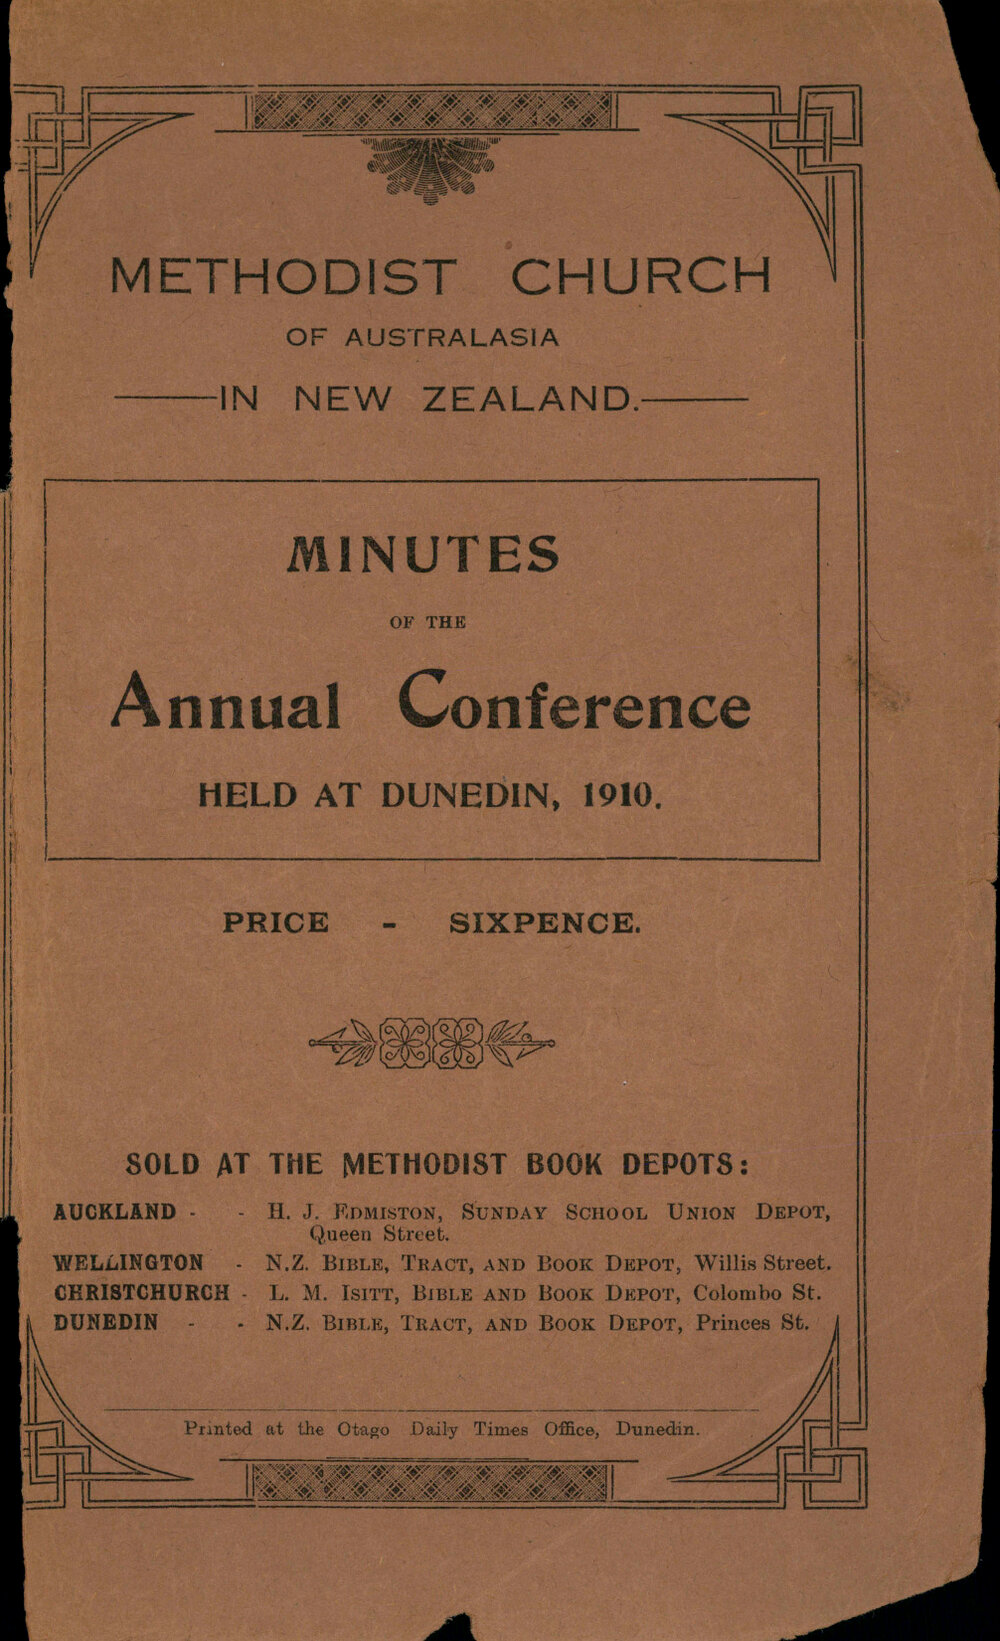 METHODIST CHURCH
OF AUSTRALASIA
IN NEW ZEALAND.
MINUTES
OF THE
Annual Conference
HELD AT DUNEDIN, 1910.
PRICE - SIXPENCE.
SOLD AT THE METHODIST BOOK DEPOTS:
AUCKLAND - - H. J. EDMISTON, SUNDAY SCHOOL UNION DEPOT,
Queen Street.
WELLINGTON - N.Z. BIBLE, TRACT, AND BOOK DEPOT, Willis Street.
CHRISTCHURCH - L. M. ISITT, BIBLE AND BOOK DEPOT, Colombo St.
DUNEDIN - - N.Z. BIBLE, TRACT, AND BOOK DEPOT, Princes St.
Printed at the Otago Daily Times Office, Dunedin.